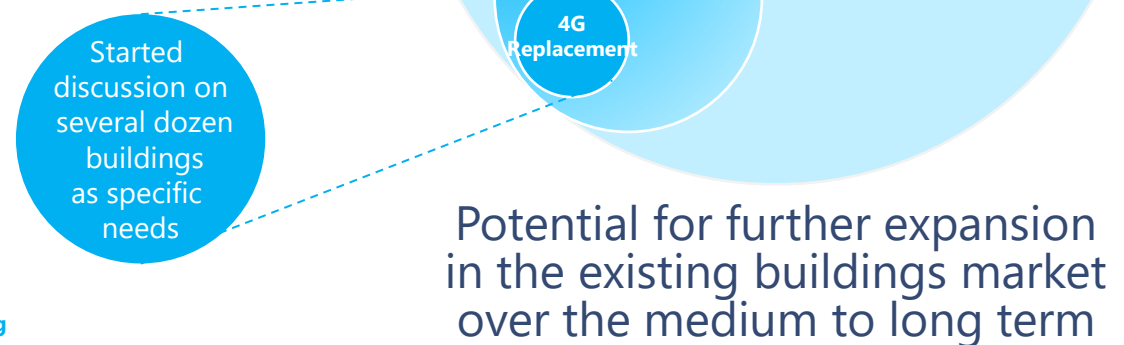 4G
Replacement
Started
discussion on
several dozen
buildings
as specific
needs
Potential for further expansion
in the existing buildings market
over the medium to long term
g